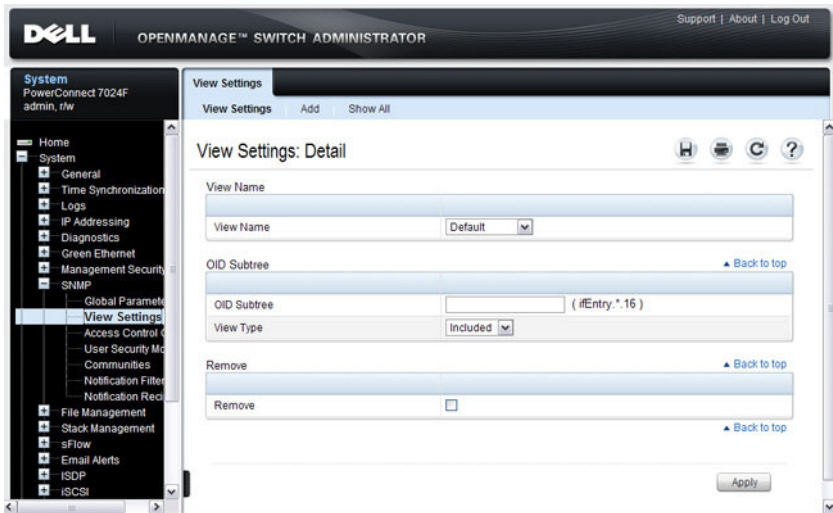 Support | About | Log Out
DELL
OPENMANAGE™ SWITCH ADMINISTRATOR
System
PowerConnect 7024F
admin, r/w
Home
System
General
Time Synchronization
Logs
IP Addressing
Diagnostics
Green Ethernet
Management Security
SNMP
Global Paramete
View Settings
Access Control
User Security Mo
Communities
Notification Filter
Notification Reci
File Management
Stack Management
sFlow
Email Alerts
ISDP
iSCSI
View Settings
View Settings Add Show All
View Settings: Detail
View Name
View Name Default
OID Subtree Back to top
OID Subtree ( ifEntry.*.16 )
View Type Included
Remove Back to top
Remove
Back to top
Apply